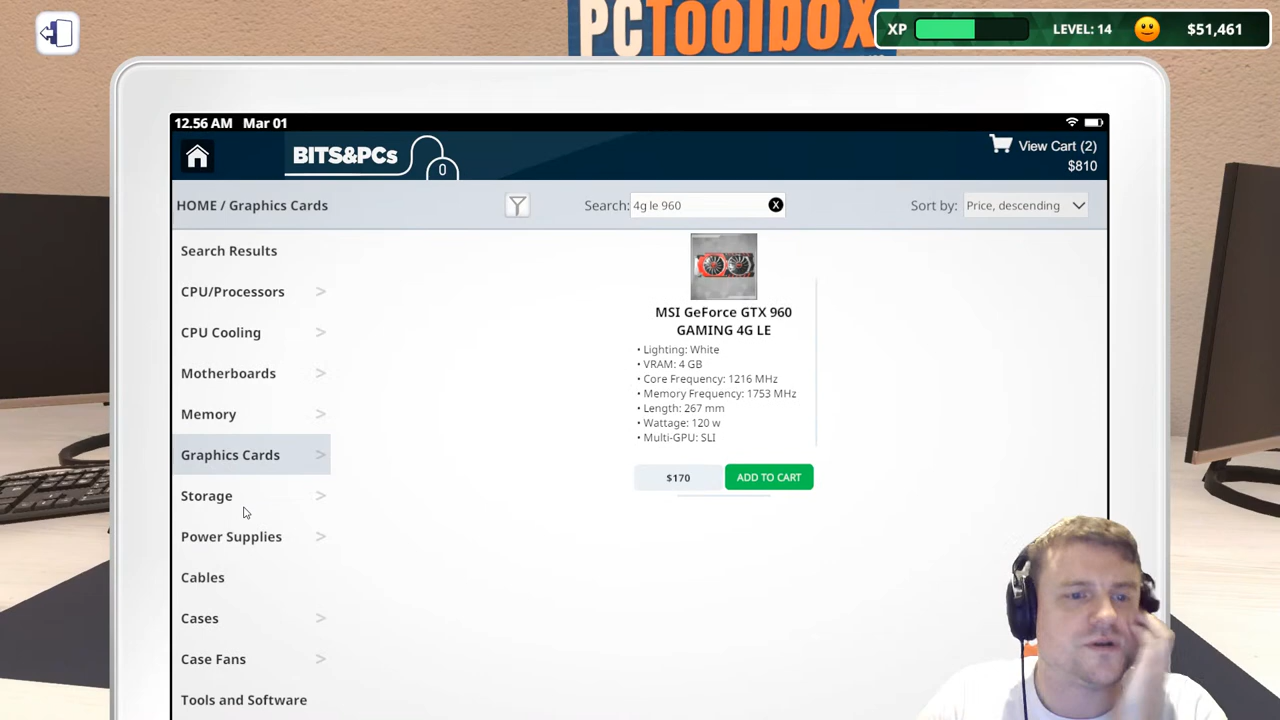 PCToolbox
XP LEVEL: 14 $51,461
12.56 AM Mar 01
BITS&PCs
0
View Cart (2)
$810
HOME / Graphics Cards
Search: 4g le 960 X
Sort by: Price, descending
Search Results
CPU/Processors >
CPU Cooling >
Motherboards >
Memory >
Graphics Cards >
Storage >
Power Supplies >
Cables
Cases >
Case Fans >
Tools and Software
MSI GeForce GTX 960
GAMING 4G LE
• Lighting: White
• VRAM: 4 GB
• Core Frequency: 1216 MHz
• Memory Frequency: 1753 MHz
• Length: 267 mm
• Wattage: 120 w
• Multi-GPU: SLI
$170 ADD TO CART